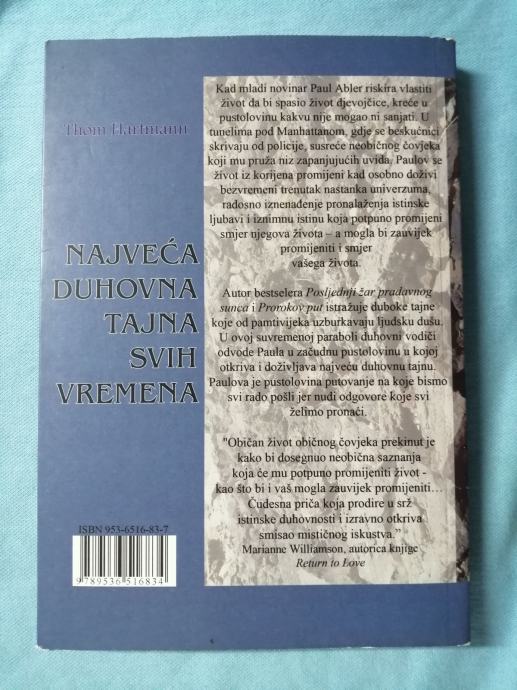 Thom Hartmann
NAJVEĆA
DUHOVNA
TAJNA
SVIH
VREMENA
Kad mladi novinar Paul Abler riskira vlastiti
život da bi spasio život djevojčice, kreće u
pustolovinu kakvu nije mogao ni sanjati. U
tunelima pod Manhattanom, gdje se beskućnici
skrivaju od policije, susreće neobičnog čovjeka
koji mu pruža niz zapanjujućih uvida. Paulov se
život iz korijena promijeni kad osobno doživi
bezvremeni trenutak nastanka univerzuma,
radosno iznenađenje pronalaženja istinske
ljubavi i iznimnu istinu koja potpuno promijeni
smjer njegova života – a mogla bi zauvijek
promijeniti i smjer
vašega života.
Autor bestselera Posljednji žar pradavnog
sunca i Prorokov put istražuje duboke tajne
koje od pamtivijeka uzburkavaju ljudsku dušu.
U ovoj suvremenoj paraboli duhovni vodiči
odvode Paula u začudnu pustolovinu u kojoj
otkriva i doživljava najveću duhovnu tajnu.
Paulova je pustolovina putovanje na koje bismo
svi rado pošli jer nudi odgovore koje svi
želimo pronaći.
"Običan život običnog čovjeka prekinut je
kako bi dosegnuo neobična saznanja
koja će mu potpuno promijeniti život -
kao što bi i vaš mogla zauvijek promijeniti…
Čudesna priča koja prodire u srž
istinske duhovnosti i izravno otkriva
smisao mističnog iskustva.”
Marianne Williamson, autorica knjige
Return to Love
ISBN 953-6516-83-7
9789536516834